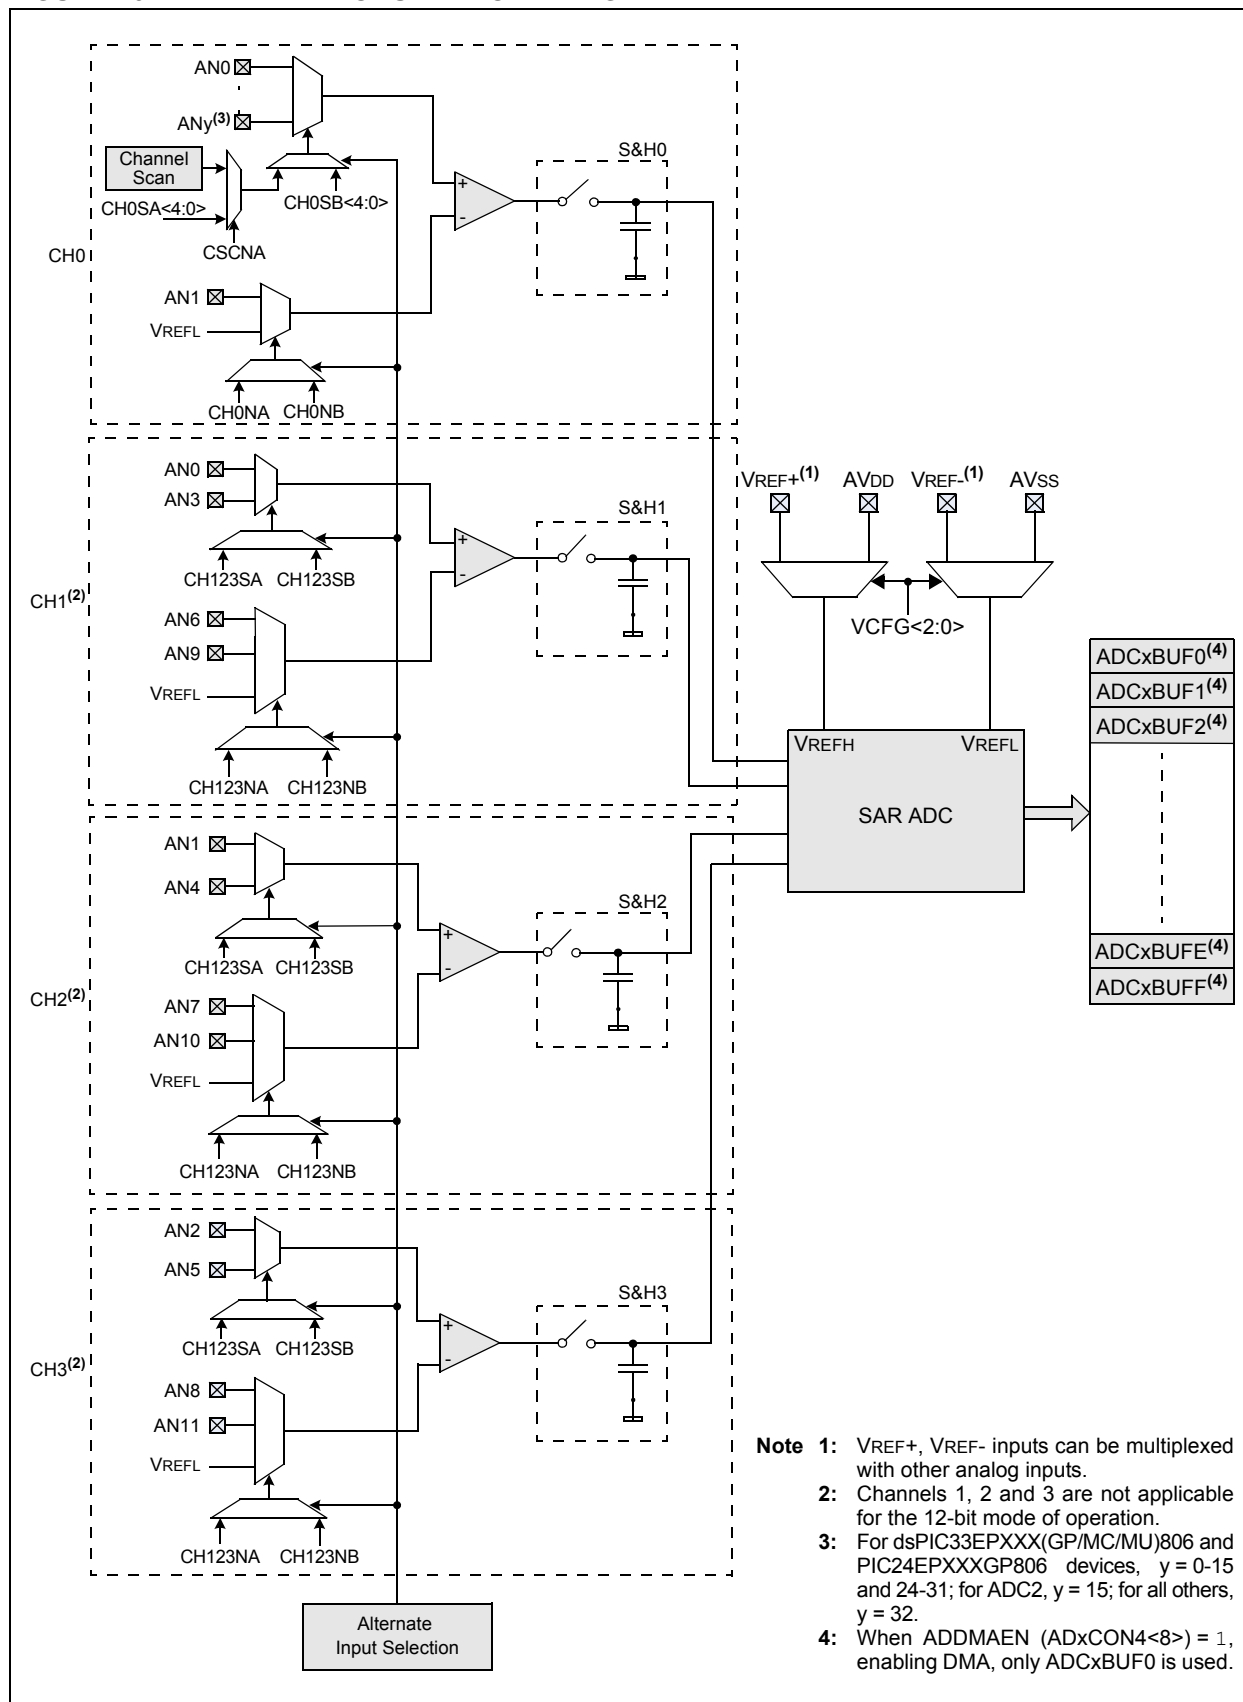 AN0
ANy(3)
Channel
Scan
CH0SA<4:0>
CH0SB<4:0>
CSCNA
CH0
AN1
VREFL
CH0NA CH0NB
+
-
S&H0
AN0
AN3
CH123SA CH123SB
CH1(2)
AN6
AN9
VREFL
CH123NA CH123NB
+
-
S&H1
VREF+(1) AVDD VREF-(1) AVSS
VCFG<2:0>
VREFH VREFL
SAR ADC
ADCxBUF0(4)
ADCxBUF1(4)
ADCxBUF2(4)
ADCxBUFE(4)
ADCxBUFF(4)
AN1
AN4
CH123SA CH123SB
CH2(2)
AN7
AN10
VREFL
CH123NA CH123NB
+
-
S&H2
AN2
AN5
CH123SA CH123SB
CH3(2)
AN8
AN11
VREFL
CH123NA CH123NB
+
-
S&H3
Alternate
Input Selection
Note 1: VREF+, VREF- inputs can be multiplexed
with other analog inputs.
2: Channels 1, 2 and 3 are not applicable
for the 12-bit mode of operation.
3: For dsPIC33EPXXX(GP/MC/MU)806 and
PIC24EPXXXGP806 devices, y = 0-15
and 24-31; for ADC2, y = 15; for all others,
y = 32.
4: When ADDMAEN (ADxCON4<8>) = 1,
enabling DMA, only ADCxBUF0 is used.